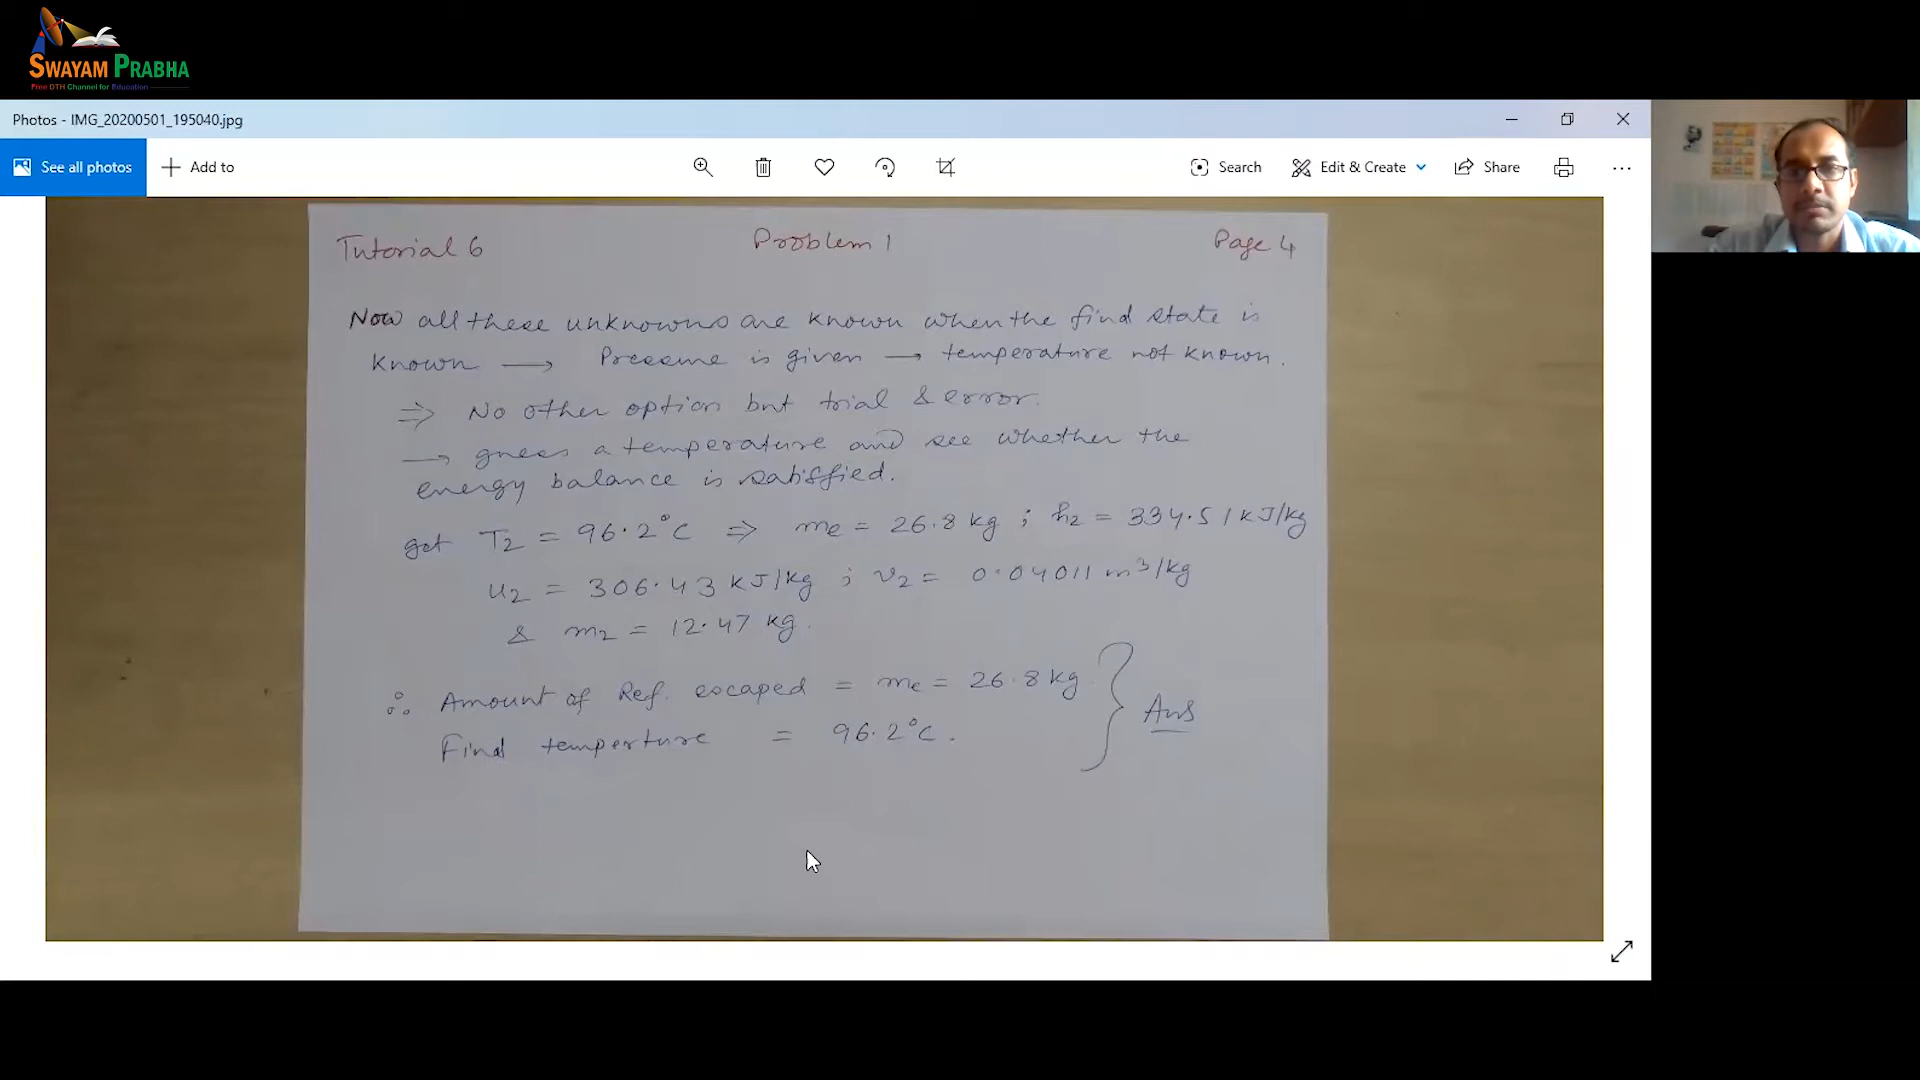 SWAYAM PRABHA
Free DTH Channel for Education
Photos - IMG_20200501_195040.jpg
See all photos
Add to
Search
Edit & Create
Share
Tutorial 6 Problem 1 Page 4
Now all these unknowns are known when the find state is
known → Pressure is given → temperature not known.
⇒ No other option but trial & error.
→ guess a temperature and see whether the
energy balance is satisfied.
get T2 = 96.2°C ⇒ me = 26.8 kg ; h2 = 334.51 kJ/kg
u2 = 306.43 kJ/kg ; v2 = 0.04011 m3/kg
& m2 = 12.47 kg.
∴ Amount of Ref. escaped = me = 26.8 kg.
Find temperture = 96.2°C.
Ans